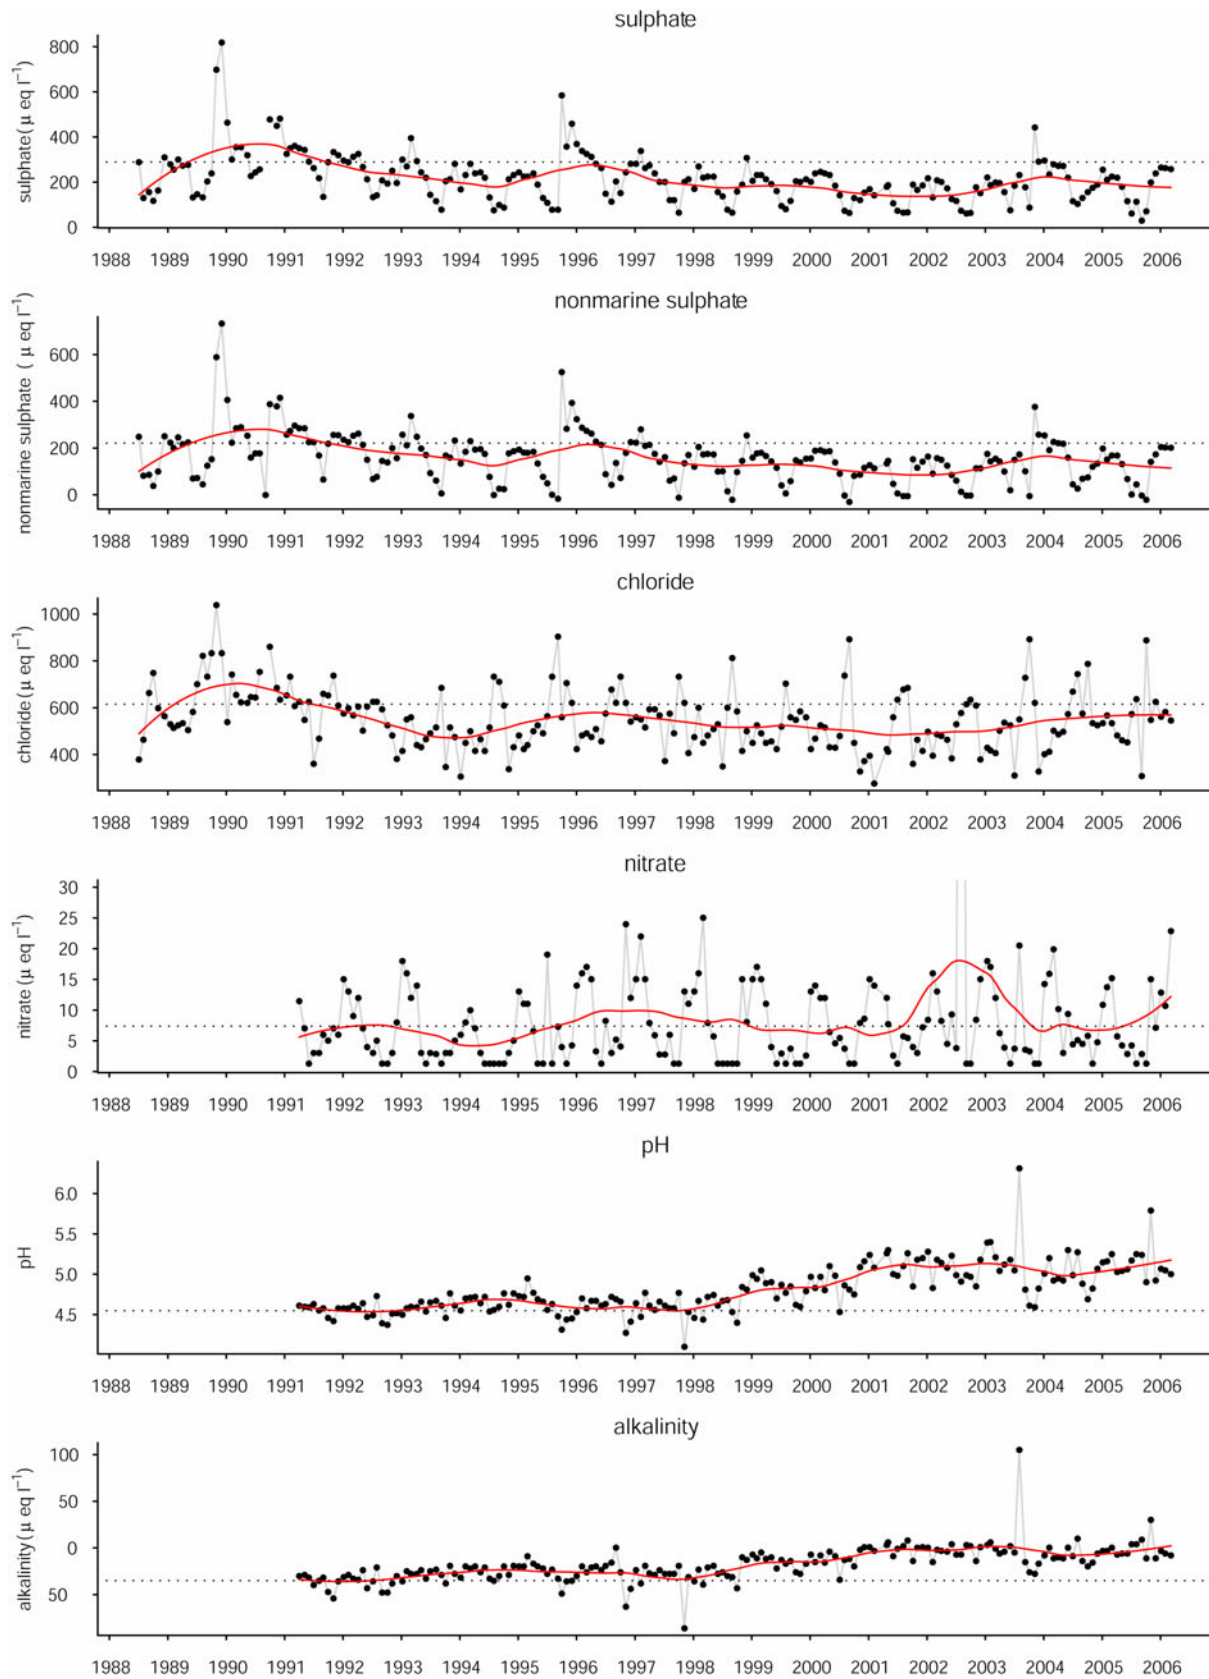 sulphate
sulphate (μ eq l⁻¹)
800
600
400
200
0
1988 1989 1990 1991 1992 1993 1994 1995 1996 1997 1998 1999 2000 2001 2002 2003 2004 2005 2006
nonmarine sulphate
nonmarine sulphate ( μ eq l⁻¹)
600
400
200
0
1988 1989 1990 1991 1992 1993 1994 1995 1996 1997 1998 1999 2000 2001 2002 2003 2004 2005 2006
chloride
chloride (μ eq l⁻¹)
1000
800
600
400
1988 1989 1990 1991 1992 1993 1994 1995 1996 1997 1998 1999 2000 2001 2002 2003 2004 2005 2006
nitrate
nitrate (μ eq l⁻¹)
30
25
20
15
10
5
0
1988 1989 1990 1991 1992 1993 1994 1995 1996 1997 1998 1999 2000 2001 2002 2003 2004 2005 2006
pH
pH
6.0
5.5
5.0
4.5
1988 1989 1990 1991 1992 1993 1994 1995 1996 1997 1998 1999 2000 2001 2002 2003 2004 2005 2006
alkalinity
alkalinity (μ eq l⁻¹)
100
50
0
50
1988 1989 1990 1991 1992 1993 1994 1995 1996 1997 1998 1999 2000 2001 2002 2003 2004 2005 2006